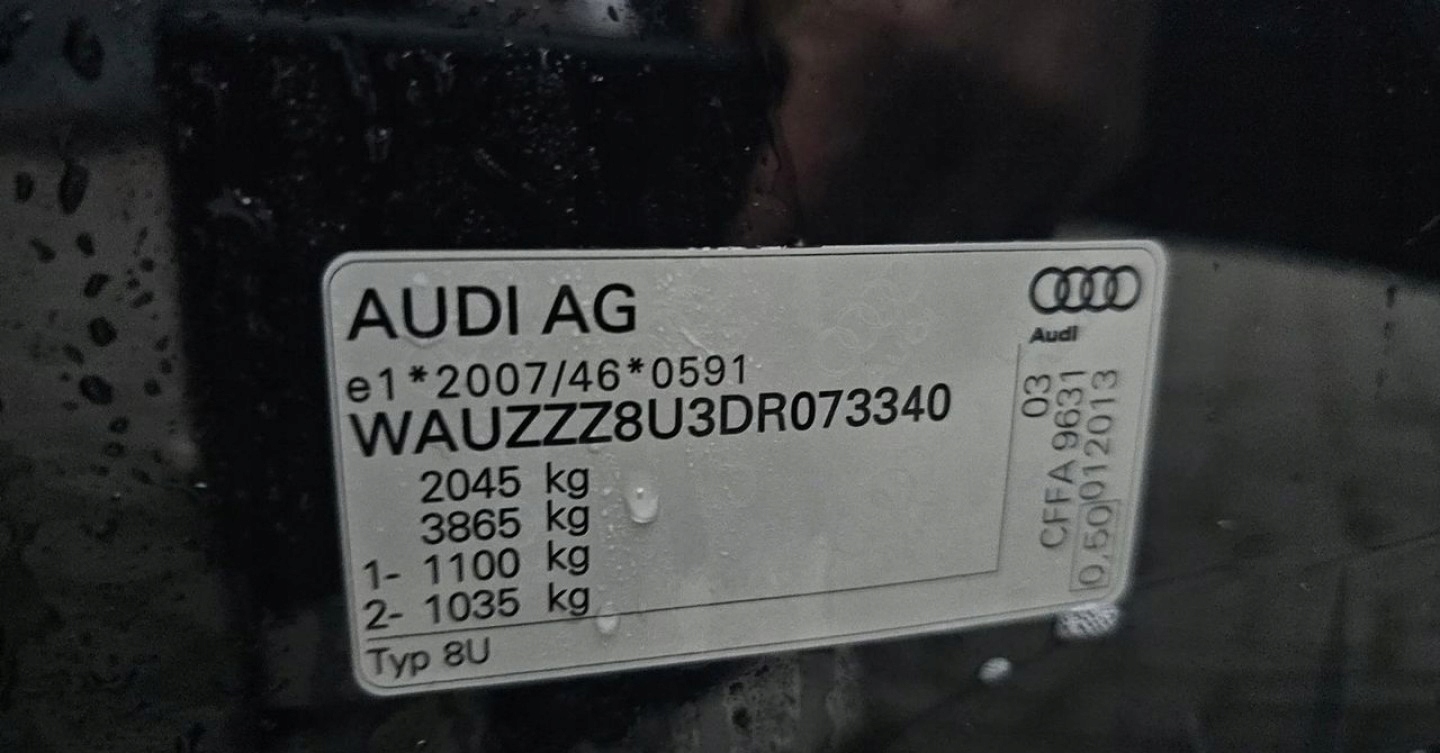 AUDI AG
e1*2007/46*0591
WAUZZZ8U3DR073340
2045 kg
3865 kg
1- 1100 kg
2- 1035 kg
Typ 8U
Audi
03
CFFA 9631
0,50 012013